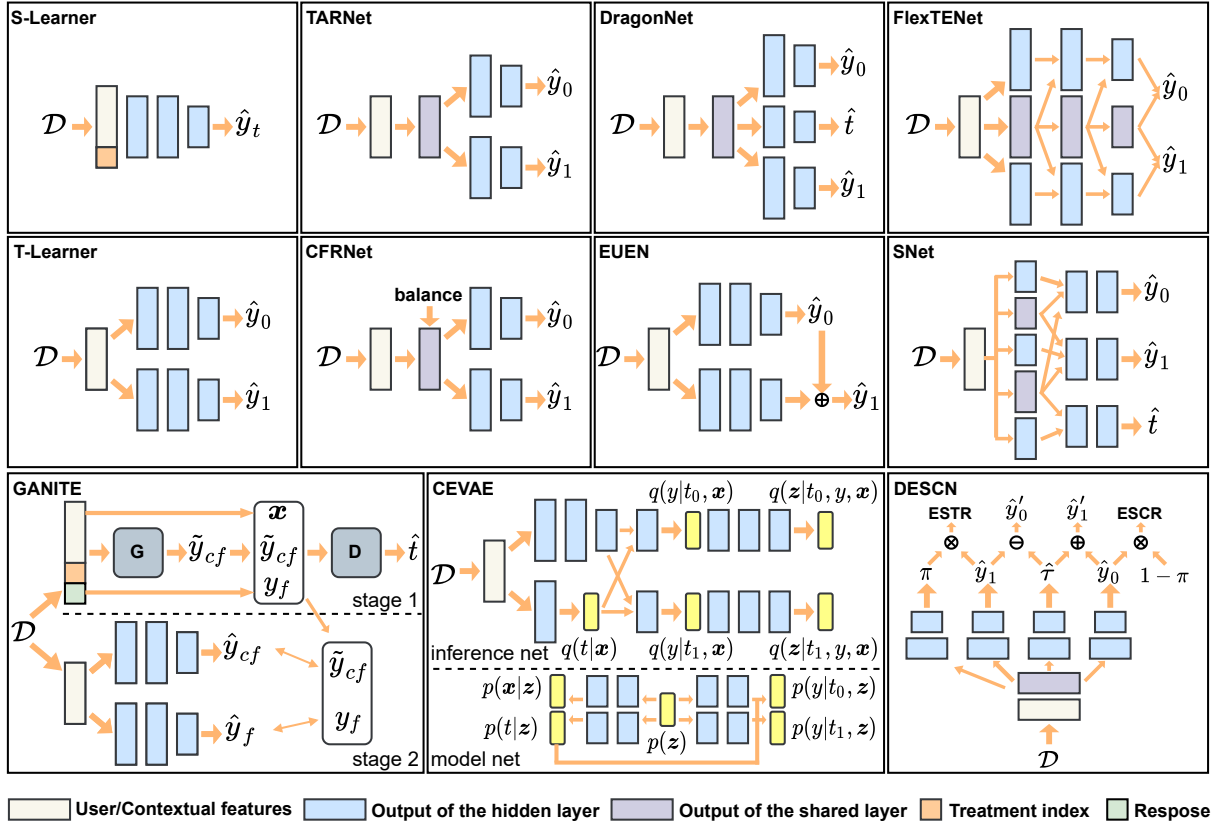 S-Learner
𝒟
ŷ_t
TARNet
𝒟
ŷ_0
ŷ_1
DragonNet
𝒟
ŷ_0
t̂
ŷ_1
FlexTENet
𝒟
ŷ_0
ŷ_1
T-Learner
𝒟
ŷ_0
ŷ_1
CFRNet
balance
𝒟
ŷ_0
ŷ_1
EUEN
𝒟
ŷ_0
⊕
ŷ_1
SNet
𝒟
ŷ_0
ŷ_1
t̂
GANITE
x
G
ỹ_cf
ỹ_cf
D
t̂
y_f
stage 1
𝒟
ŷ_cf
ỹ_cf
ŷ_f
y_f
stage 2
CEVAE
q(y|t_0, x)
q(z|t_0, y, x)
𝒟
q(t|x)
q(y|t_1, x)
q(z|t_1, y, x)
inference net
p(x|z)
p(y|t_0, z)
p(t|z)
p(z)
p(y|t_1, z)
model net
DESCN
ESTR
ŷ′_0
ŷ′_1
ESCR
⊗
⊖
⊕
⊗
π
ŷ_1
τ̂
ŷ_0
1 − π
𝒟
User/Contextual features
Output of the hidden layer
Output of the shared layer
Treatment index
Respose